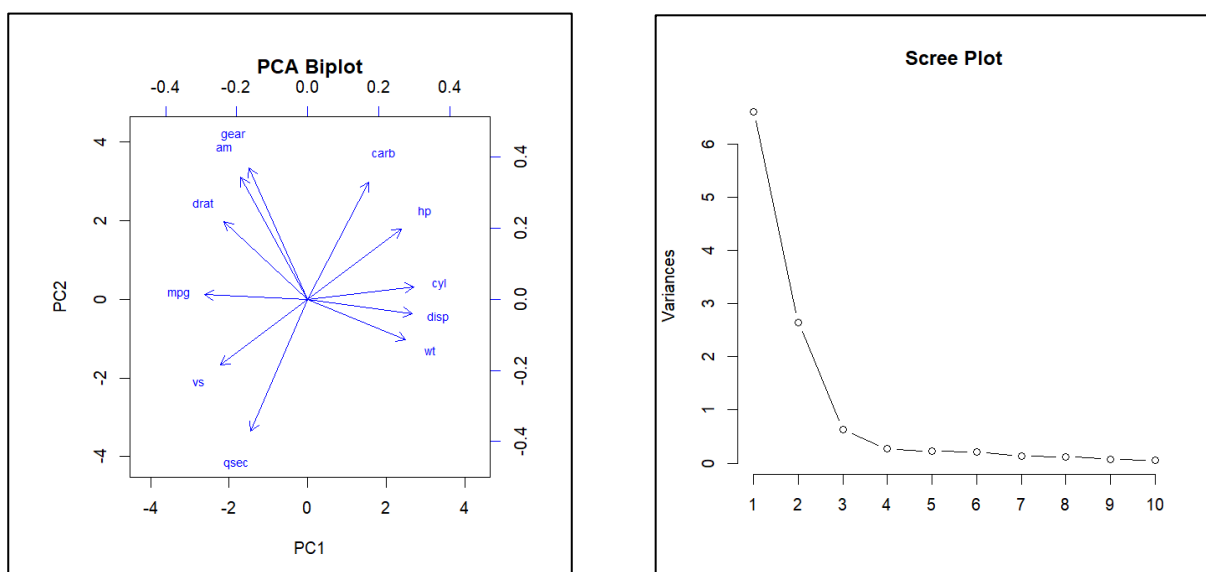 PCA Biplot
-0.4 -0.2 0.0 0.2 0.4
gear
am
carb
drat
hp
mpg
cyl
disp
wt
vs
qsec
4
2
0
-2
-4
PC2
0.4
0.2
0.0
-0.2
-0.4
-4 -2 0 2 4
PC1
Scree Plot
6
5
4
3
2
1
0
Variances
1 2 3 4 5 6 7 8 9 10